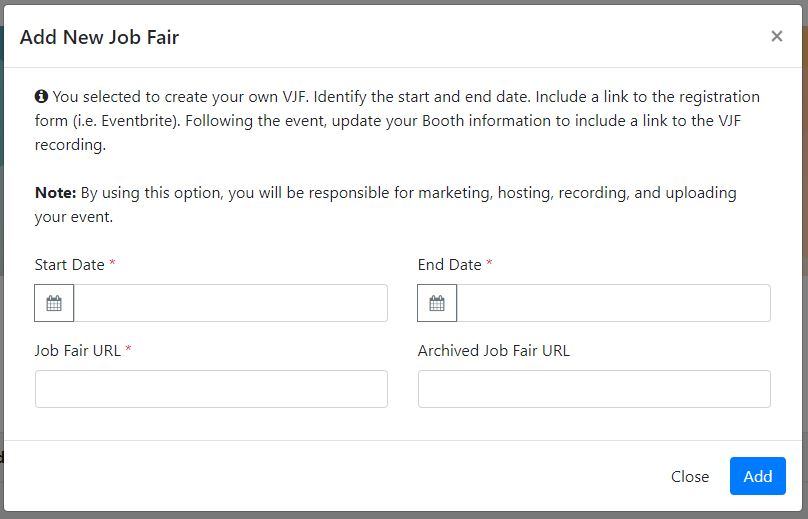 Add New Job Fair
×
You selected to create your own VJF. Identify the start and end date. Include a link to the registration
form (i.e. Eventbrite). Following the event, update your Booth information to include a link to the VJF
recording.
Note: By using this option, you will be responsible for marketing, hosting, recording, and uploading
your event.
Start Date * End Date *
Job Fair URL * Archived Job Fair URL
Close Add